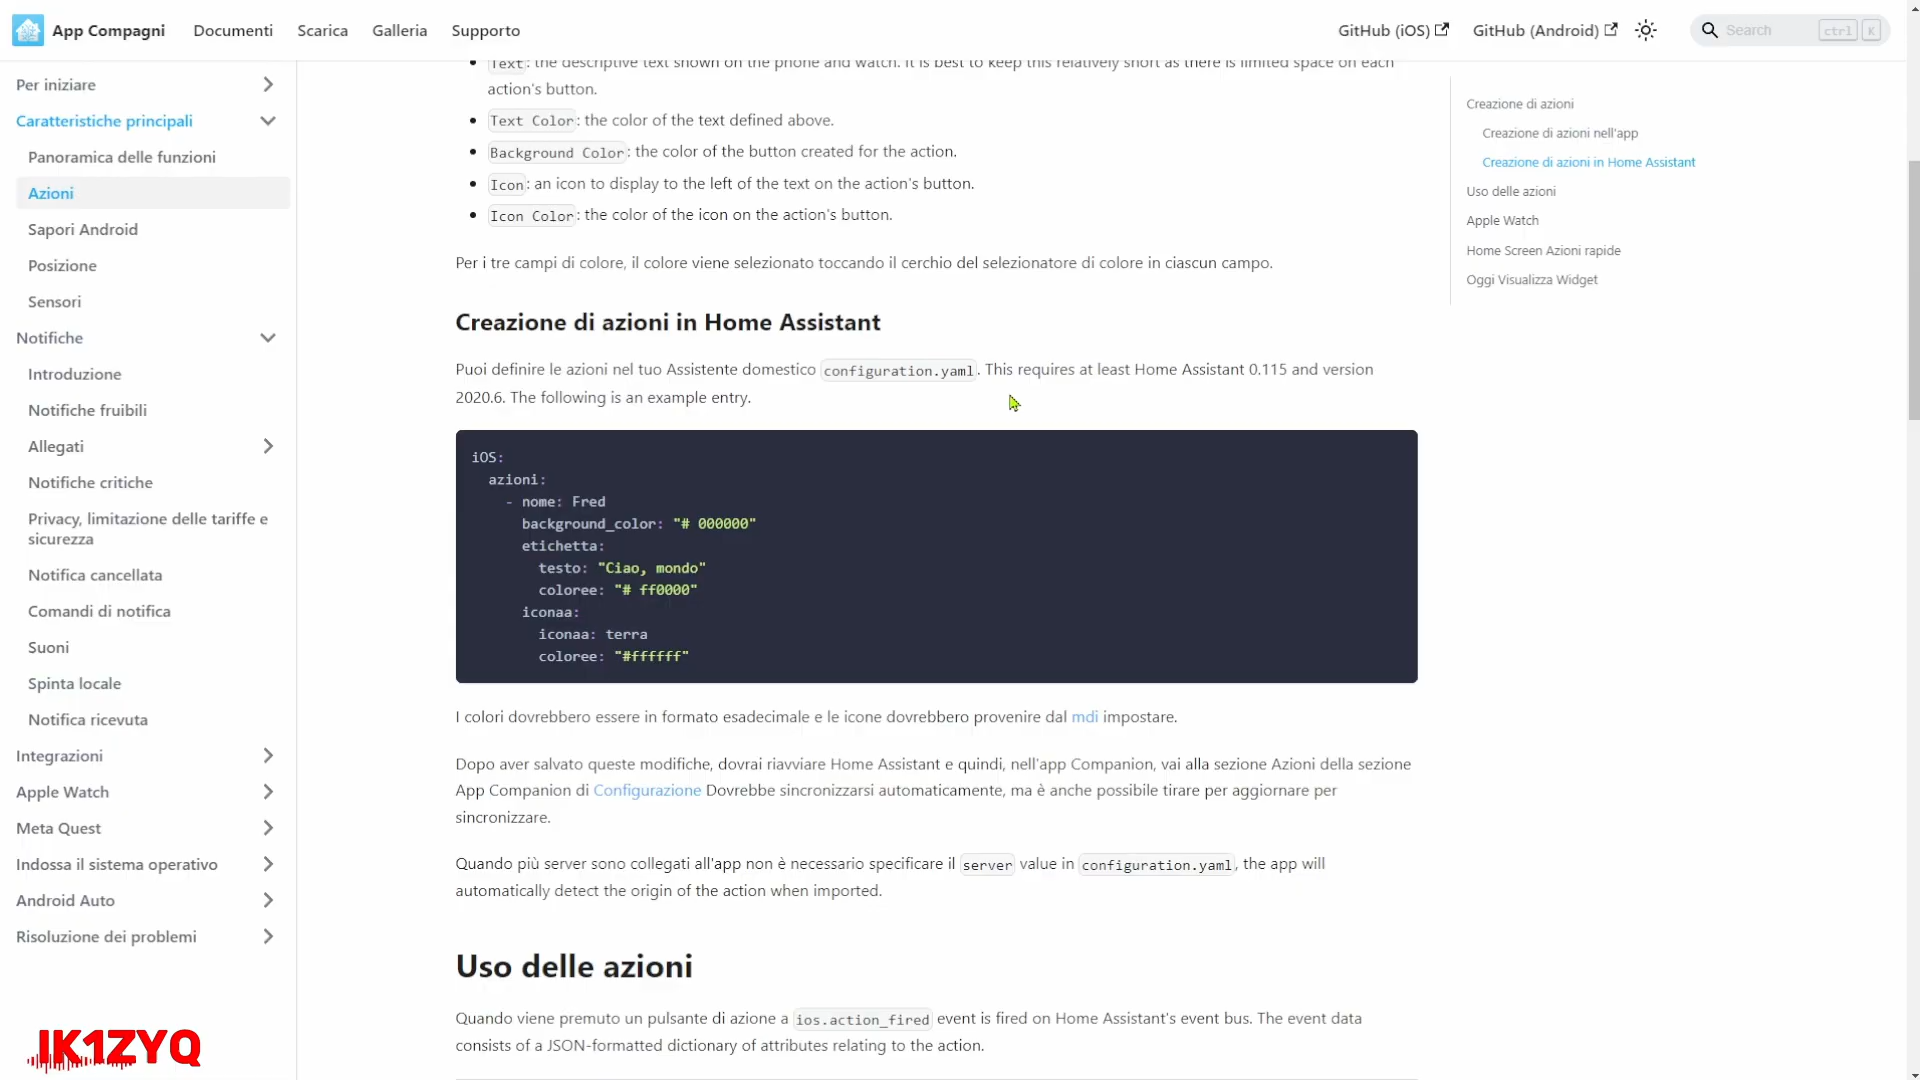 App Compagni
Documenti
Scarica
Galleria
Supporto
GitHub (iOS)
GitHub (Android)
Search
ctrl
K
Per iniziare
Caratteristiche principali
Panoramica delle funzioni
Azioni
Sapori Android
Posizione
Sensori
Notifiche
Introduzione
Notifiche fruibili
Allegati
Notifiche critiche
Privacy, limitazione delle tariffe e
sicurezza
Notifica cancellata
Comandi di notifica
Suoni
Spinta locale
Notifica ricevuta
Integrazioni
Apple Watch
Meta Quest
Indossa il sistema operativo
Android Auto
Risoluzione dei problemi
IK1ZYQ
Text: the descriptive text shown on the phone and watch. It is best to keep this relatively short as there is limited space on each
action's button.
Text Color: the color of the text defined above.
Background Color: the color of the button created for the action.
Icon: an icon to display to the left of the text on the action's button.
Icon Color: the color of the icon on the action's button.
Per i tre campi di colore, il colore viene selezionato toccando il cerchio del selezionatore di colore in ciascun campo.
Creazione di azioni in Home Assistant
Puoi definire le azioni nel tuo Assistente domestico configuration.yaml. This requires at least Home Assistant 0.115 and version
2020.6. The following is an example entry.
iOS:
azioni:
- nome: Fred
background_color: "# 000000"
etichetta:
testo: "Ciao, mondo"
coloree: "# ff0000"
iconaa:
iconaa: terra
coloree: "#ffffff"
I colori dovrebbero essere in formato esadecimale e le icone dovrebbero provenire dal mdi impostare.
Dopo aver salvato queste modifiche, dovrai riavviare Home Assistant e quindi, nell'app Companion, vai alla sezione Azioni della sezione
App Companion di Configurazione Dovrebbe sincronizzarsi automaticamente, ma è anche possibile tirare per aggiornare per
sincronizzare.
Quando più server sono collegati all'app non è necessario specificare il server value in configuration.yaml, the app will
automatically detect the origin of the action when imported.
Uso delle azioni
Quando viene premuto un pulsante di azione a ios.action_fired event is fired on Home Assistant's event bus. The event data
consists of a JSON-formatted dictionary of attributes relating to the action.
Creazione di azioni
Creazione di azioni nell'app
Creazione di azioni in Home Assistant
Uso delle azioni
Apple Watch
Home Screen Azioni rapide
Oggi Visualizza Widget